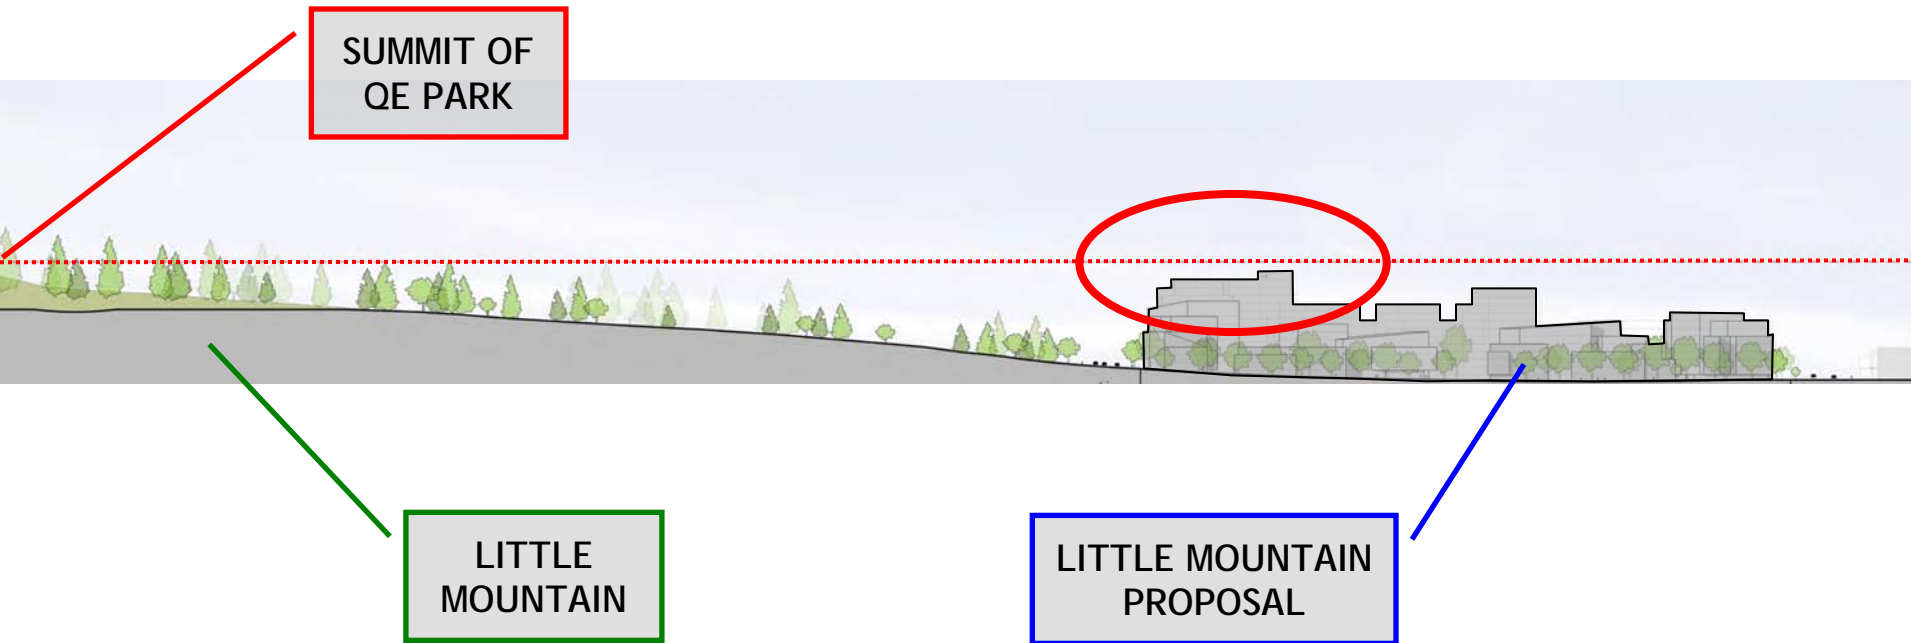 SUMMIT OF
QE PARK
LITTLE
MOUNTAIN
LITTLE MOUNTAIN
PROPOSAL